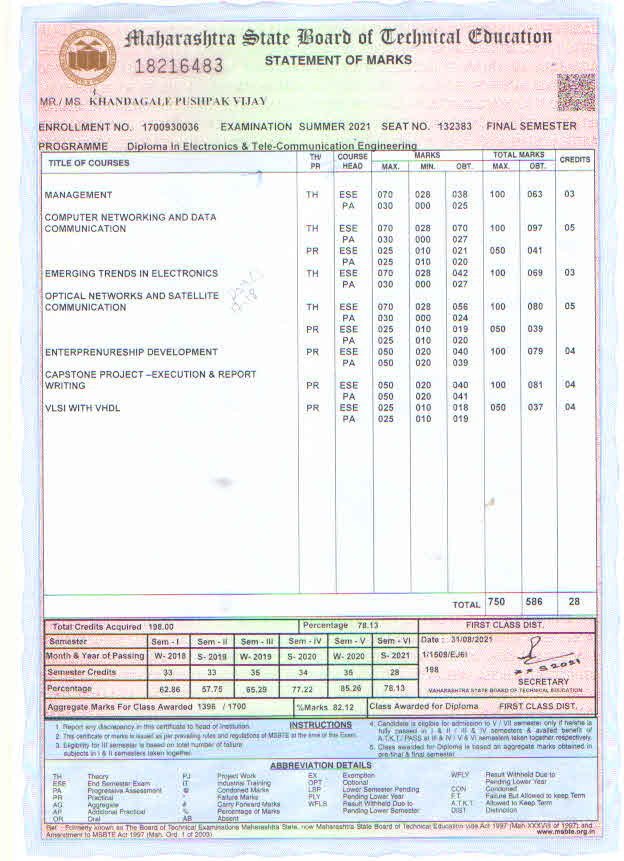 Maharashtra State Board of Technical Education
18216483
STATEMENT OF MARKS
MR./ MS. KHANDAGALE PUSHPAK VIJAY
ENROLLMENT NO. 1700930036 EXAMINATION SUMMER 2021 SEAT NO. 132383 FINAL SEMESTER
PROGRAMME Diploma In Electronics & Tele-Communication Engineering
TITLE OF COURSES TH/ PR COURSE HEAD MARKS MAX. MIN. OBT. TOTAL MARKS MAX. OBT. CREDITS
MANAGEMENT TH ESE 070 028 038 100 063 03
PA 030 000 025
COMPUTER NETWORKING AND DATA
COMMUNICATION TH ESE 070 028 070 100 097 05
PA 030 000 027
PR ESE 025 010 021 050 041
PA 025 010 020
EMERGING TRENDS IN ELECTRONICS TH ESE 070 028 042 100 069 03
PA 030 000 027
OPTICAL NETWORKS AND SATELLITE
COMMUNICATION TH ESE 070 028 056 100 080 05
PA 030 000 024
PR ESE 025 010 019 050 039
PA 025 010 020
ENTERPRENURESHIP DEVELOPMENT PR ESE 050 020 040 100 079 04
PA 050 020 039
CAPSTONE PROJECT –EXECUTION & REPORT
WRITING PR ESE 050 020 040 100 081 04
PA 050 020 041
VLSI WITH VHDL PR ESE 025 010 018 050 037 04
PA 025 010 019
TOTAL 750 586 28
Total Credits Acquired 198.00 Percentage 78.13 FIRST CLASS DIST.
Semester Sem - I Sem - II Sem - III Sem - IV Sem - V Sem - VI Date : 31/08/2021
Month & Year of Passing W- 2018 S- 2019 W- 2019 S- 2020 W- 2020 S- 2021 1/1508/EJ6I
Semester Credits 33 33 35 34 35 28 198
Percentage 62.86 57.75 65.29 77.22 85.26 78.13
SECRETARY
MAHARASHTRA STATE BOARD OF TECHNICAL EDUCATION
Aggregate Marks For Class Awarded 1396 / 1700 %Marks 82.12 Class Awarded for Diploma FIRST CLASS DIST.
INSTRUCTIONS
1. Report any discrepancy in this certificate to Head of Institution.
2. This certificate of marks is issued as per prevailing rules and regulations of MSBTE at the time of this Exam.
3. Eligibility for III semester is based on total number of failure
subjects in I & II semesters taken together.
4. Candidate is eligible for admission to V / VII semester only if he/she is
fully passed in I & II / III & IV semesters & availed benefit of
A.T.K.T./PASS at III & IV / V & VI semesters taken together respectively.
5. Class awarded for Diploma is based on aggregate marks obtained in
pre-final & final semester.
ABBREVIATION DETAILS
TH Theory PJ Project Work EX Exemption WFLY Result Withheld Due to
ESE End Semester Exam IT Industrial Training OPT Optional Pending Lower Year
PA Progressive Assessment @ Condoned Marks LSP Lower Semester Pending CON Condoned
PR Practical * Failure Marks PLY Pending Lower Year F.T. Failure But Allowed to keep Term
AG Aggregate # Carry Forward Marks WFLS Result Withheld Due to A.T.K.T. Allowed to Keep Term
AP Additional Practical % Percentage of Marks Pending Lower Semester DIST Distinction
OR Oral AB Absent
Ref. : Formerly known as The Board of Technical Examinations Maharashtra State, now Maharashtra State Board of Technical Education vide Act 1997 (Mah. XXXVIII of 1997) and
Amendment to MSBTE Act 1997 (Mah. Ord. 1 of 2003). www.msbte.org.in